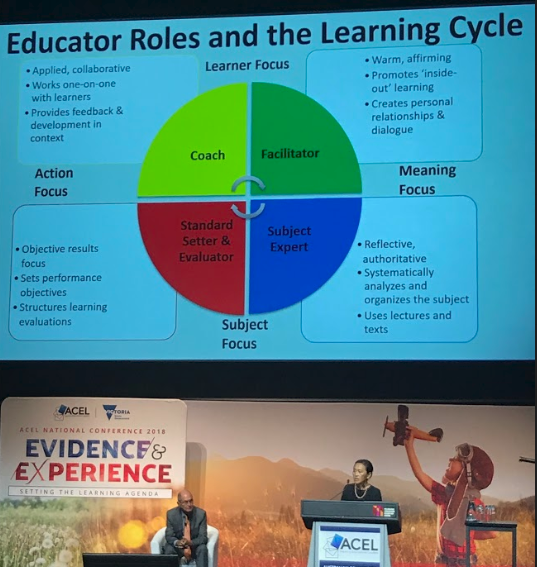 Educator Roles and the Learning Cycle
Learner Focus
• Applied, collaborative
• Works one-on-one
with learners
• Provides feedback &
development in
context
• Warm, affirming
• Promotes ‘inside-
out’ learning
• Creates personal
relationships &
dialogue
Coach
Facilitator
Action
Focus
Meaning
Focus
Standard
Setter &
Evaluator
Subject
Expert
• Objective results
focus
• Sets performance
objectives
• Structures learning
evaluations
• Reflective,
authoritative
• Systematically
analyzes and
organizes the subject
• Uses lectures and
texts
Subject
Focus
ACEL
VICTORIA
ACEL NATIONAL CONFERENCE 2018
EVIDENCE &
EXPERIENCE
SETTING THE LEARNING AGENDA
ACEL